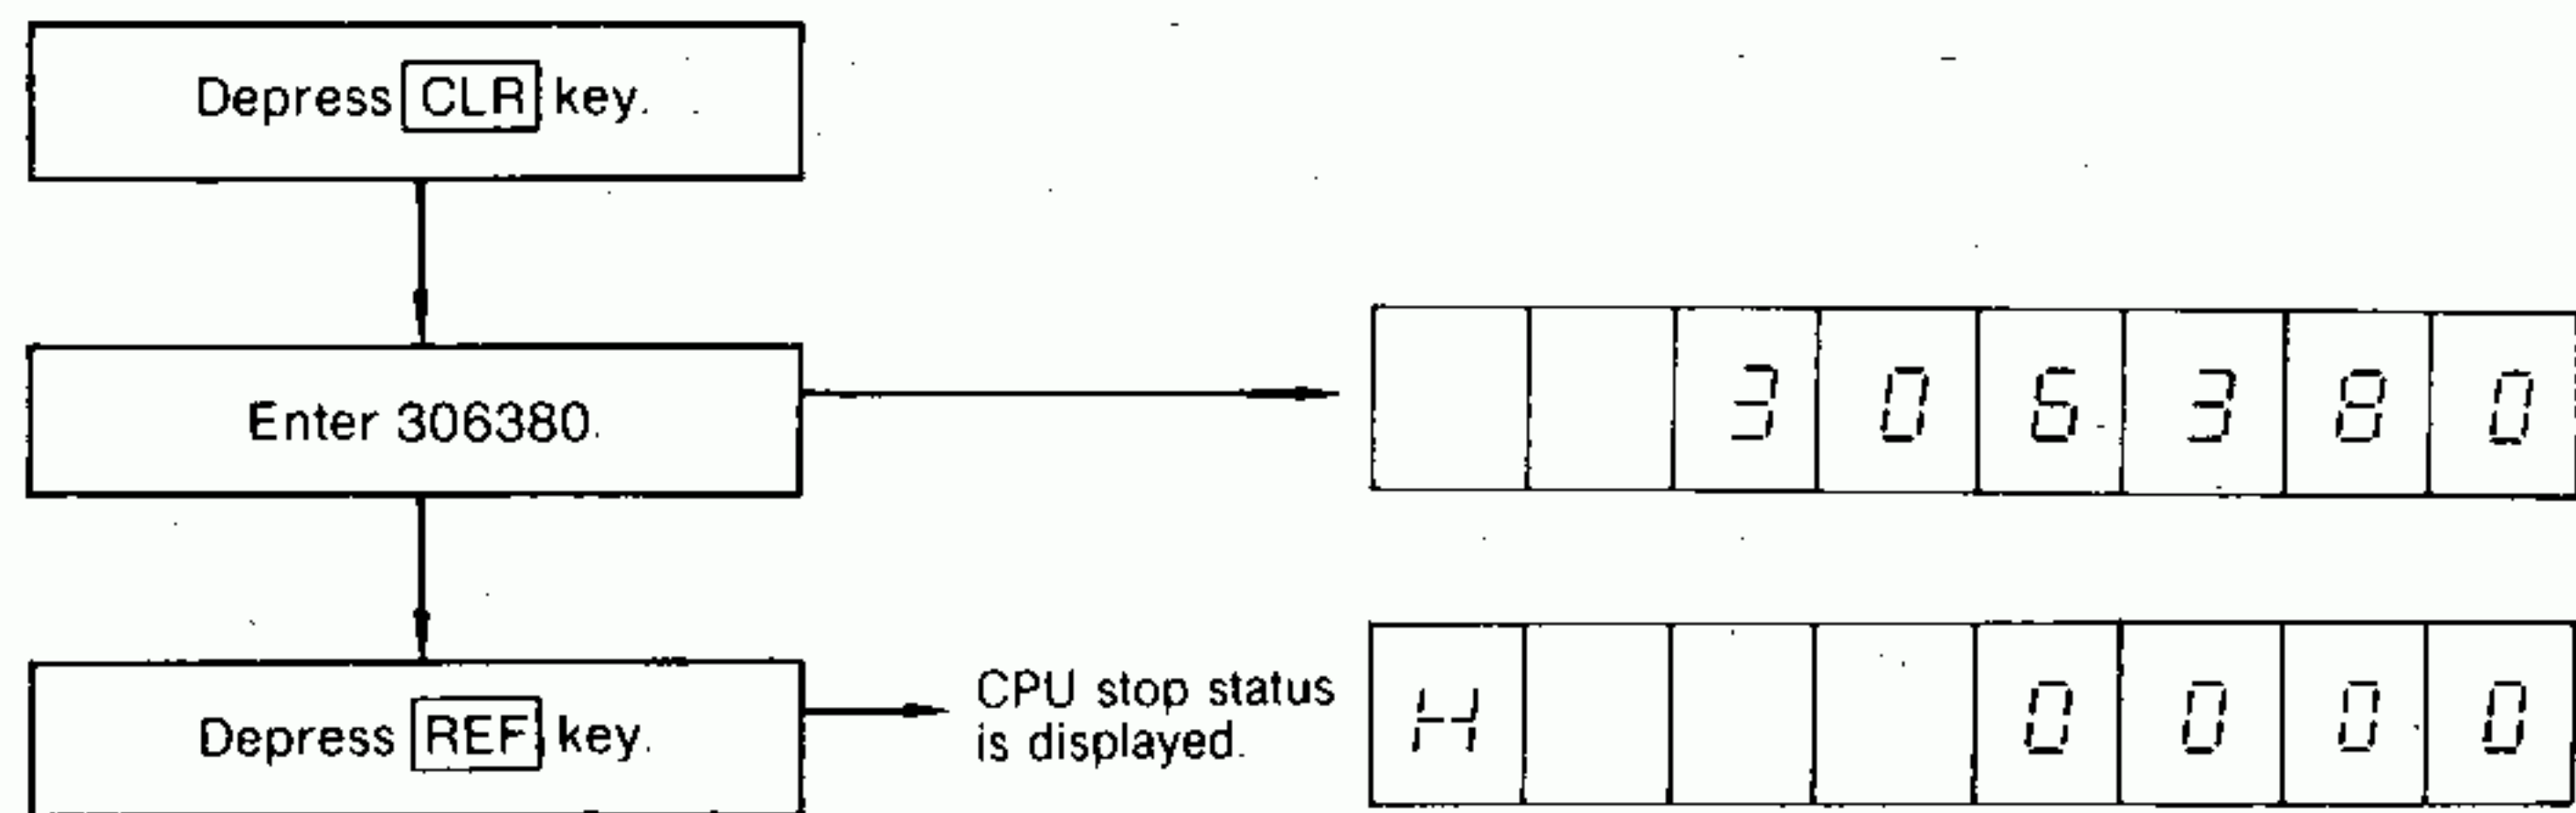 Depress CLR key.
Enter 306380.
3 0 6 3 8 0
Depress REF key.
CPU stop status
is displayed.
H 0 0 0 0